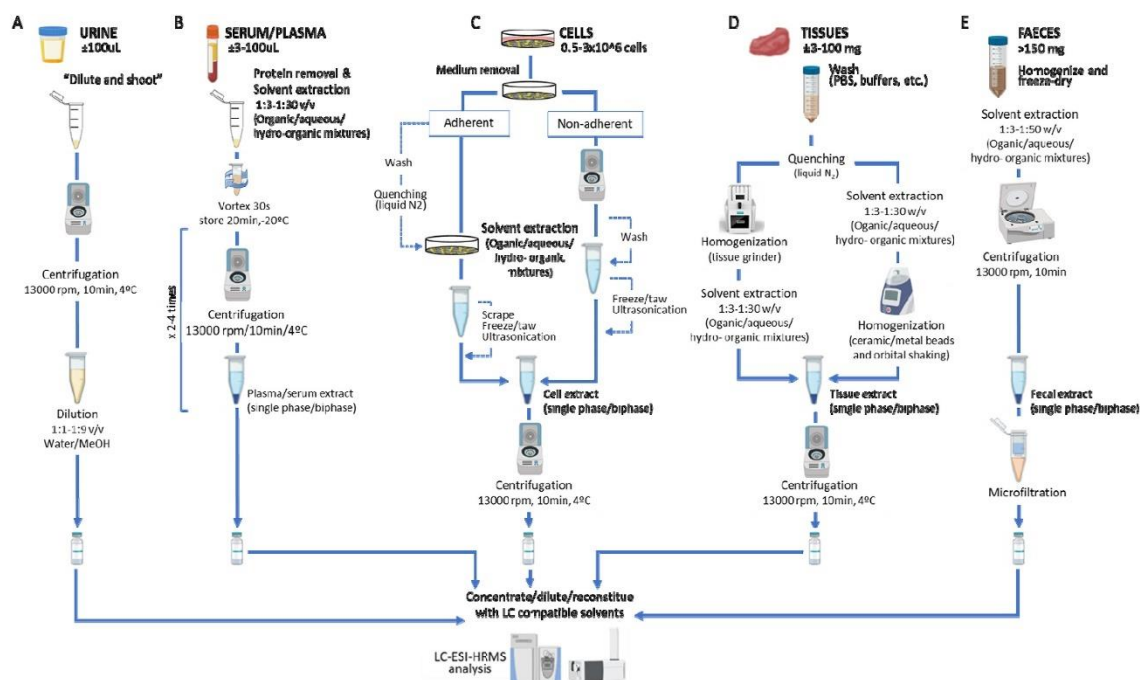 A
URINE
±100uL
"Dilute and shoot"
Centrifugation
13000 rpm, 10min, 4ºC
Dilution
1:1-1:9 v/v
Water/MeOH
B
SERUM/PLASMA
±3-100uL
Protein removal &
Solvent extraction
1:3-1:30 v/v
(Organic/aqueous/
hydro-organic mixtures)
Vortex 30s
store 20min,-20ºC
x 2-4 times
Centrifugation
13000 rpm/10min/4ºC
Plasma/serum extract
(single phase/biphase)
C
CELLS
0.5-3x10^6 cells
Medium removal
Adherent
Non-adherent
Wash
Quenching
(liquid N2)
Solvent extraction
(Oganic/aqueous/
hydro- organic
mixtures)
Wash
Scrape
Freeze/taw
Ultrasonication
Freeze/taw
Ultrasonication
Cell extract
(single phase/biphase)
Centrifugation
13000 rpm, 10min, 4ºC
D
TISSUES
±3-100 mg
Wash
(PBS, buffers, etc.)
Quenching
(liquid N₂)
Homogenization
(tissue grinder)
Solvent extraction
1:3-1:30 w/v
(Oganic/aqueous/
hydro- organic mixtures)
Solvent extraction
1:3-1:30 w/v
(Oganic/aqueous/
hydro- organic mixtures)
Homogenization
(ceramic/metal beads
and orbital shaking)
Tissue extract
(single phase/biphase)
Centrifugation
13000 rpm, 10min, 4ºC
E
FAECES
>150 mg
Homogenize and
freeze-dry
Solvent extraction
1:3-1:50 w/v
(Oganic/aqueous/
hydro- organic mixtures)
Centrifugation
13000 rpm, 10min
Fecal extract
(single phase/biphase)
Microfiltration
Concentrate/dilute/reconstitue
with LC compatible solvents
LC-ESI-HRMS
analysis